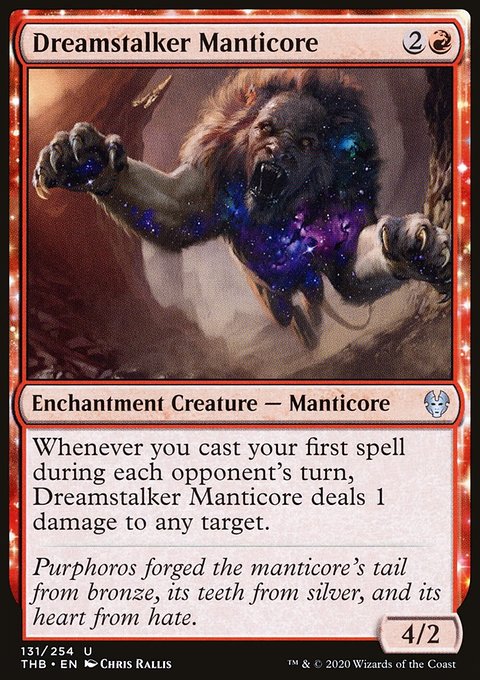 Dreamstalker Manticore 2
Enchantment Creature — Manticore
Whenever you cast your first spell
during each opponent's turn,
Dreamstalker Manticore deals 1
damage to any target.
Purphoros forged the manticore's tail
from bronze, its teeth from silver, and its
heart from hate.
4/2
131/254 U
THB • EN Chris Rallis
™ & © 2020 Wizards of the Coast